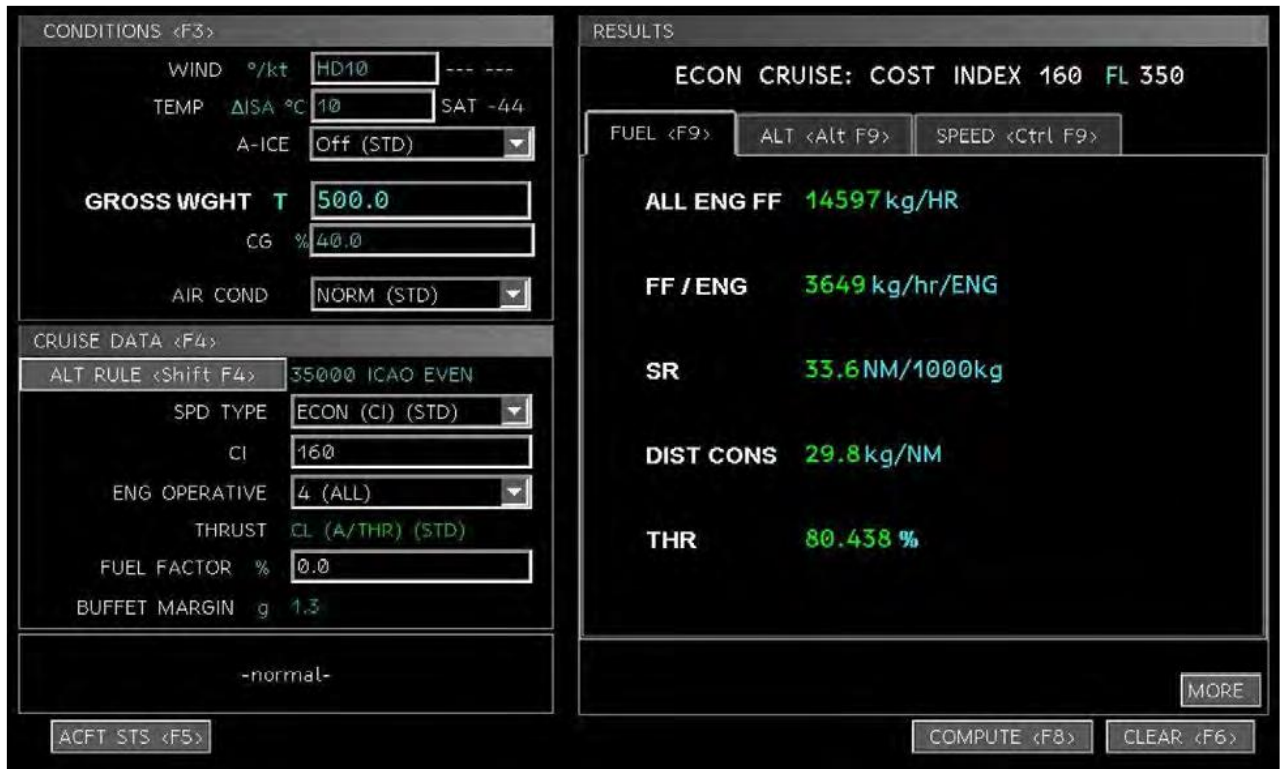 CONDITIONS <F3>
WIND °/kt HD10 --- ---
TEMP ΔISA °C 10 SAT -44
A-ICE Off (STD)
GROSS WGHT T 500.0
CG % 40.0
AIR COND NORM (STD)
CRUISE DATA <F4>
ALT RULE <Shift F4> 35000 ICAO EVEN
SPD TYPE ECON (CI) (STD)
CI 160
ENG OPERATIVE 4 (ALL)
THRUST CL (A/THR) (STD)
FUEL FACTOR % 0.0
BUFFET MARGIN g 1.3
-normal-
ACFT STS <F5>
RESULTS
ECON CRUISE: COST INDEX 160 FL 350
FUEL <F9> ALT <Alt F9> SPEED <Ctrl F9>
ALL ENG FF 14597 kg/HR
FF / ENG 3649 kg/hr/ENG
SR 33.6 NM/1000kg
DIST CONS 29.8 kg/NM
THR 80.438 %
MORE
COMPUTE <F8> CLEAR <F6>